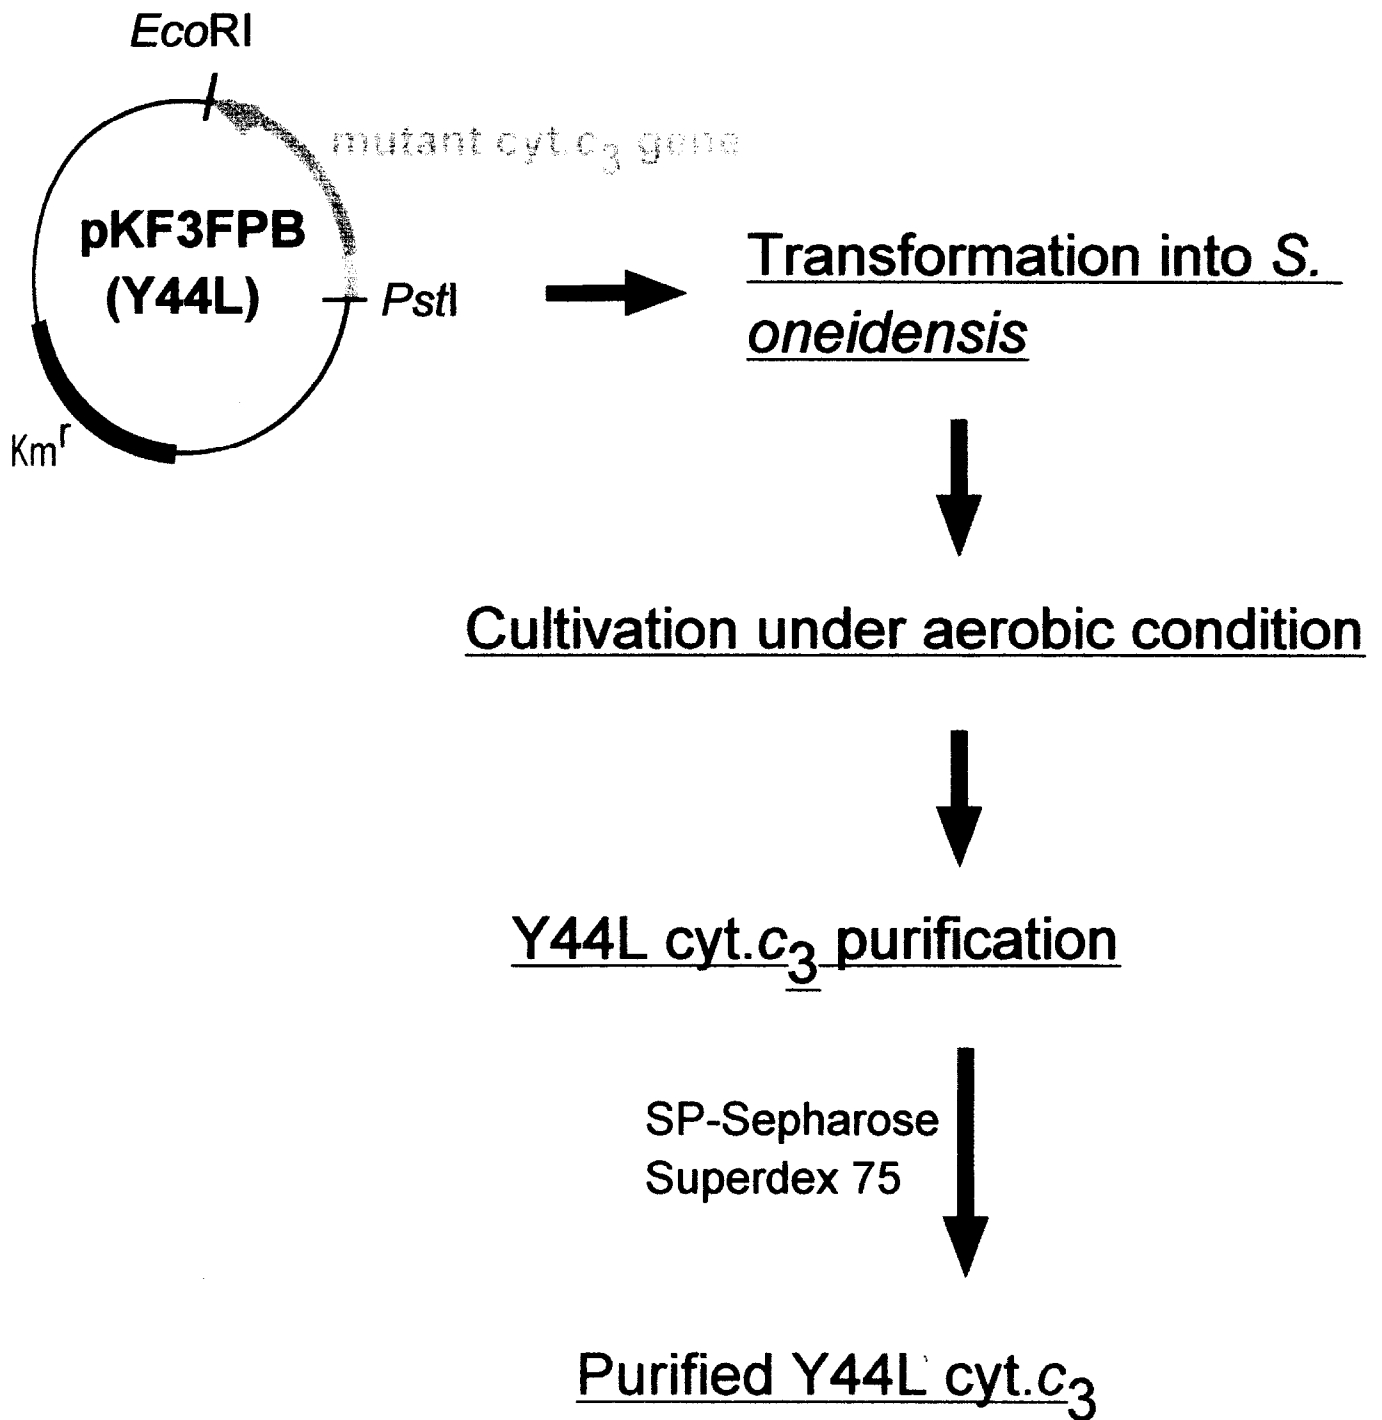 EcoRI
mutant cyt.c3 gene
pKF3FPB
(Y44L)
PstI
Kmr
Transformation into S.
oneidensis
Cultivation under aerobic condition
Y44L cyt.c3 purification
SP-Sepharose
Superdex 75
Purified Y44L cyt.c3